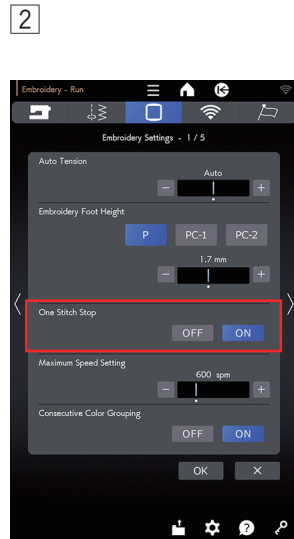 2
Embroidery - Run
Embroidery Settings - 1 / 5
Auto Tension
Auto
− +
Embroidery Foot Height
P PC-1 PC-2
1.7 mm
− +
One Stitch Stop
OFF ON
Maximum Speed Setting
600 spm
− +
Consecutive Color Grouping
OFF ON
OK ×